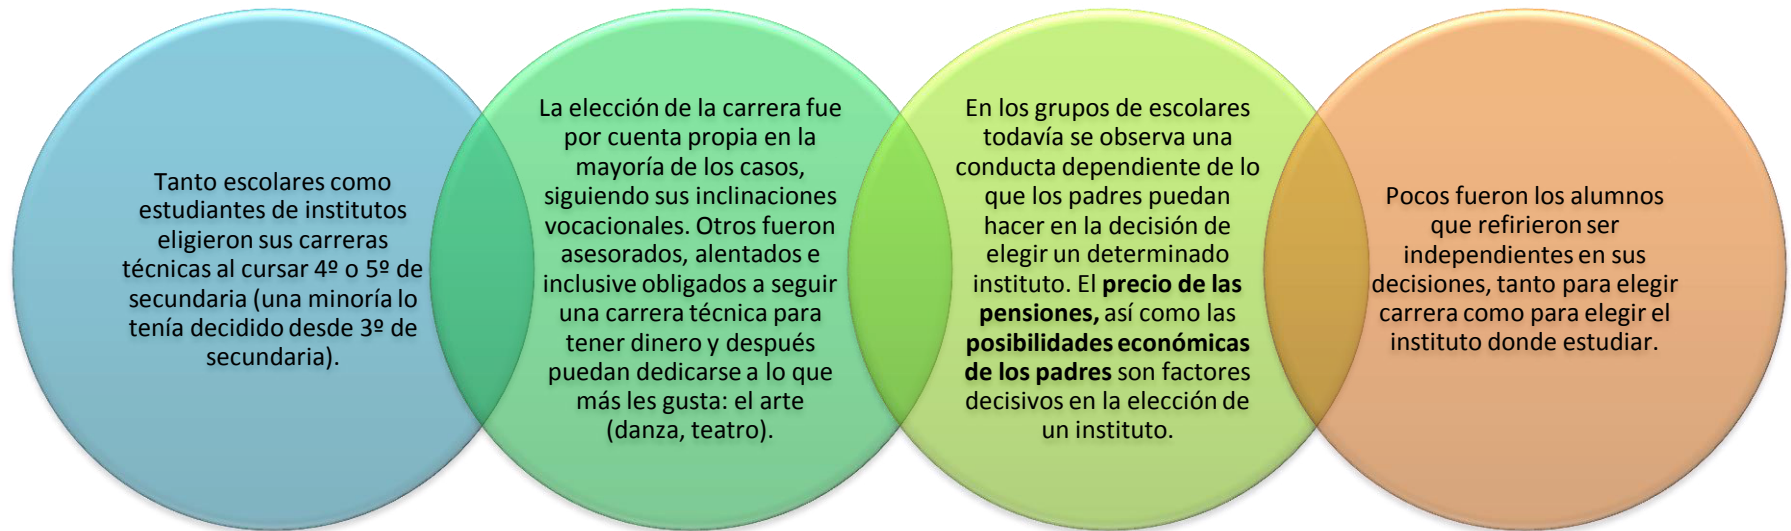 Tanto escolares como
estudiantes de institutos
eligieron sus carreras
técnicas al cursar 4º o 5º de
secundaria (una minoría lo
tenía decidido desde 3º de
secundaria).
La elección de la carrera fue
por cuenta propia en la
mayoría de los casos,
siguiendo sus inclinaciones
vocacionales. Otros fueron
asesorados, alentados e
inclusive obligados a seguir
una carrera técnica para
tener dinero y después
puedan dedicarse a lo que
más les gusta: el arte
(danza, teatro).
En los grupos de escolares
todavía se observa una
conducta dependiente de lo
que los padres puedan
hacer en la decisión de
elegir un determinado
instituto. El precio de las
pensiones, así como las
posibilidades económicas
de los padres son factores
decisivos en la elección de
un instituto.
Pocos fueron los alumnos
que refirieron ser
independientes en sus
decisiones, tanto para elegir
carrera como para elegir el
instituto donde estudiar.